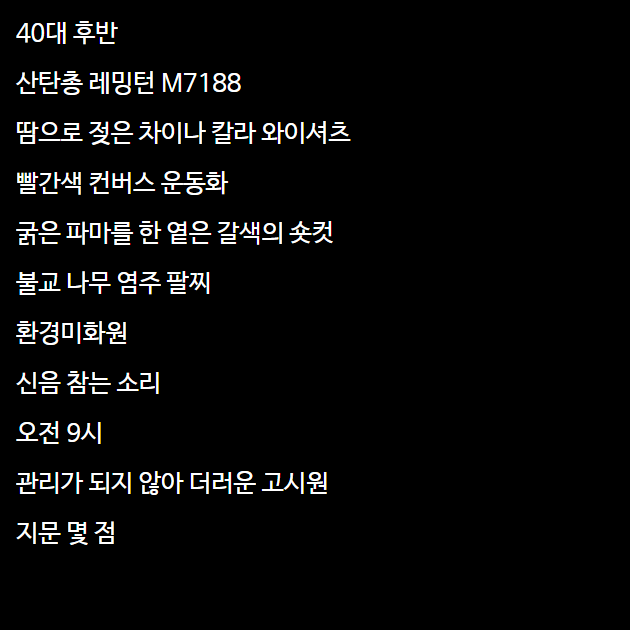 40대 후반
산탄총 레밍턴 M7188
땀으로 젖은 차이나 칼라 와이셔츠
빨간색 컨버스 운동화
굵은 파마를 한 옅은 갈색의 숏컷
불교 나무 염주 팔찌
환경미화원
신음 참는 소리
오전 9시
관리가 되지 않아 더러운 고시원
지문 몇 점